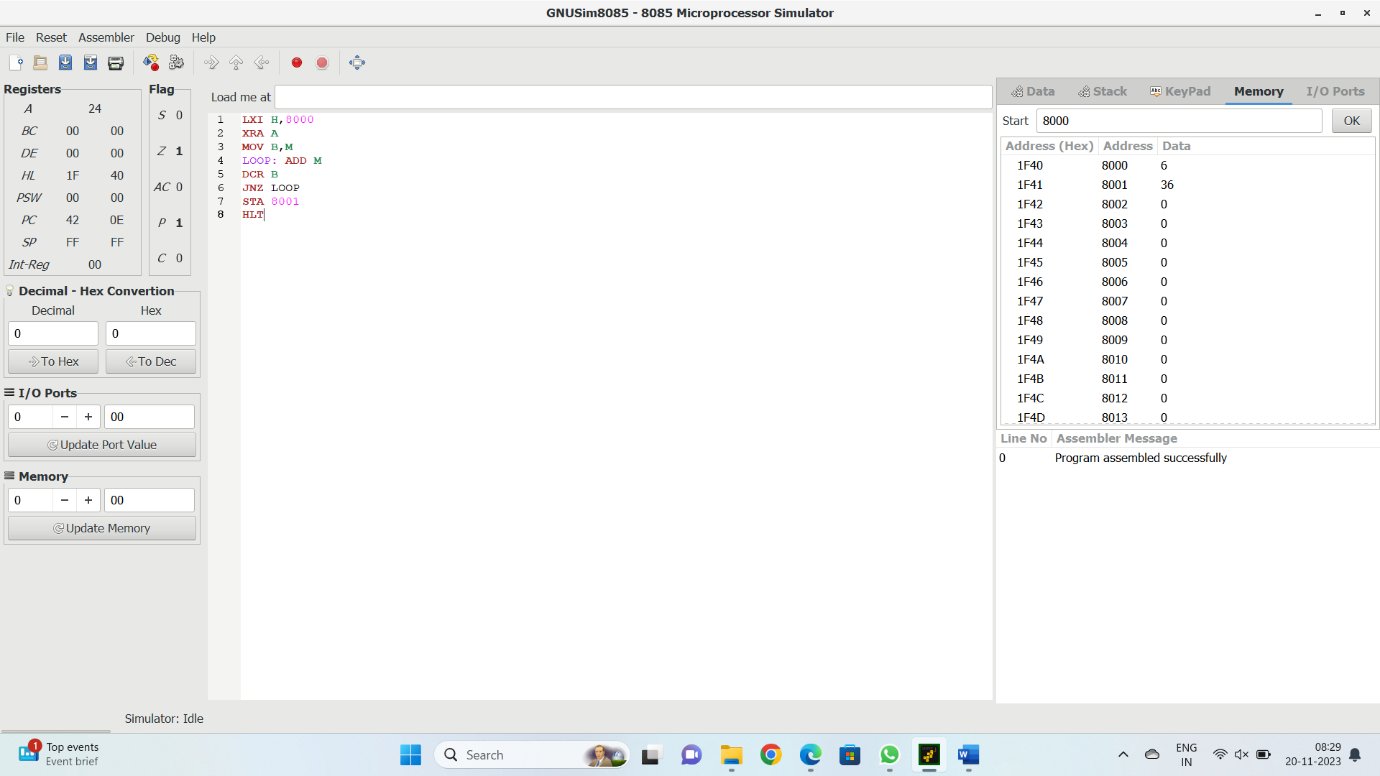 GNUSim8085 - 8085 Microprocessor Simulator
File Reset Assembler Debug Help
Registers
A 24
BC 00 00
DE 00 00
HL 1F 40
PSW 00 00
PC 42 0E
SP FF FF
Int-Reg 00
Flag
S 0
Z 1
AC 0
P 1
C 0
Decimal - Hex Convertion
Decimal Hex
0 0
To Hex To Dec
I/O Ports
0 − + 00
Update Port Value
Memory
0 − + 00
Update Memory
Load me at
1 LXI H,8000
2 XRA A
3 MOV B,M
4 LOOP: ADD M
5 DCR B
6 JNZ LOOP
7 STA 8001
8 HLT
Data Stack Abc KeyPad Memory I/O Ports
Start 8000 OK
Address (Hex) Address Data
1F40 8000 6
1F41 8001 36
1F42 8002 0
1F43 8003 0
1F44 8004 0
1F45 8005 0
1F46 8006 0
1F47 8007 0
1F48 8008 0
1F49 8009 0
1F4A 8010 0
1F4B 8011 0
1F4C 8012 0
1F4D 8013 0
Line No Assembler Message
0 Program assembled successfully
Simulator: Idle
1 Top events
Event brief
Search
ENG
IN
08:29
20-11-2023